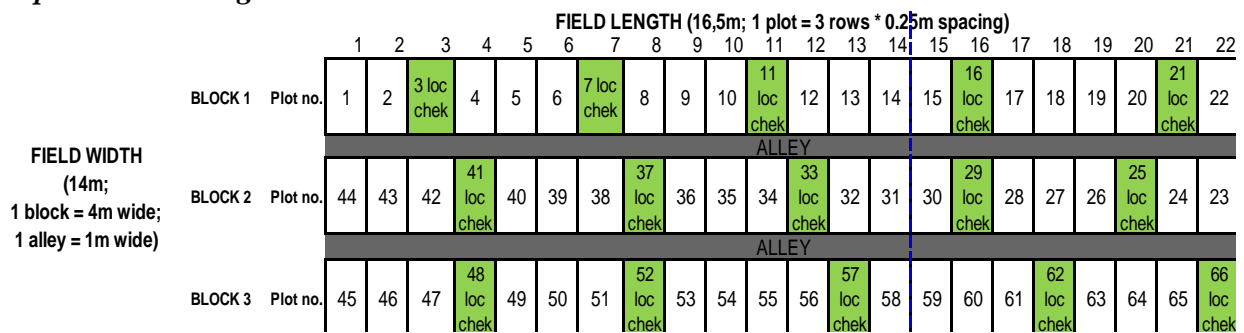 FIELD LENGTH (16,5m; 1 plot = 3 rows * 0.25m spacing)
1 2 3 4 5 6 7 8 9 10 11 12 13 14 15 16 17 18 19 20 21 22
BLOCK 1 Plot no. 1 2 3 loc chek 4 5 6 7 loc chek 8 9 10 11 loc chek 12 13 14 15 16 loc chek 17 18 19 20 21 loc chek 22
ALLEY
FIELD WIDTH
(14m;
1 block = 4m wide;
1 alley = 1m wide)
BLOCK 2 Plot no. 44 43 42 41 loc chek 40 39 38 37 loc chek 36 35 34 33 loc chek 32 31 30 29 loc chek 28 27 26 25 loc chek 24 23
ALLEY
BLOCK 3 Plot no. 45 46 47 48 loc chek 49 50 51 52 loc chek 53 54 55 56 57 loc chek 58 59 60 61 62 loc chek 63 64 65 66 loc chek